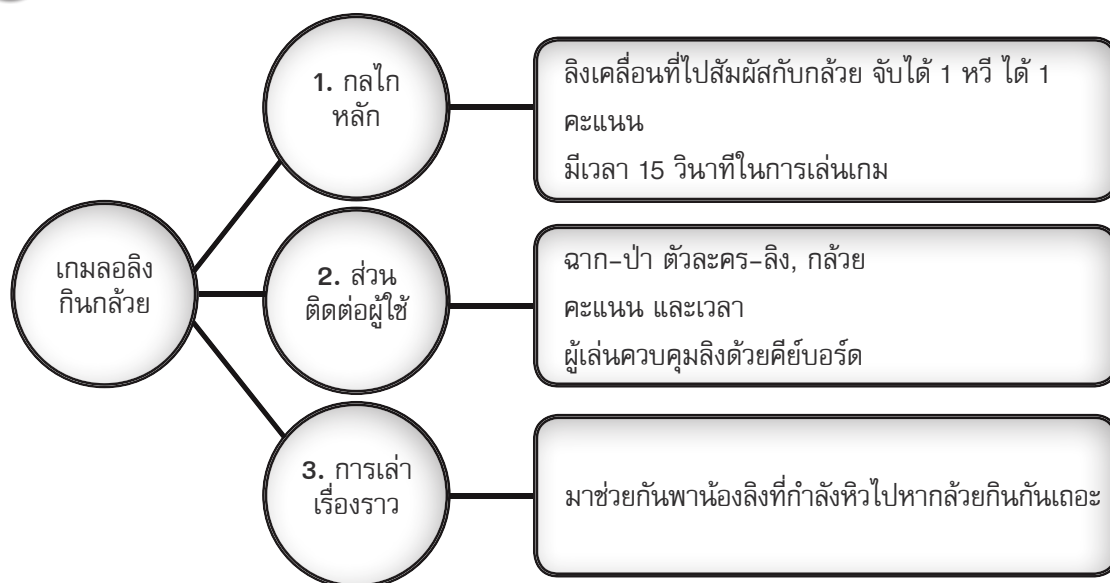 1. กลไก
หลัก
ลิงเคลื่อนที่ไปสัมผัสกับกล้วย จับได้ 1 หวี ได้ 1
คะแนน
มีเวลา 15 วินาทีในการเล่นเกม
เกมลอลิง
กินกล้วย
2. ส่วน
ติดต่อผู้ใช้
ฉาก-ป่า ตัวละคร-ลิง, กล้วย
คะแนน และเวลา
ผู้เล่นควบคุมลิงด้วยคีย์บอร์ด
3. การเล่า
เรื่องราว
มาช่วยกันพาน้องลิงที่กำลังหิวไปหากล้วยกินกันเถอะ